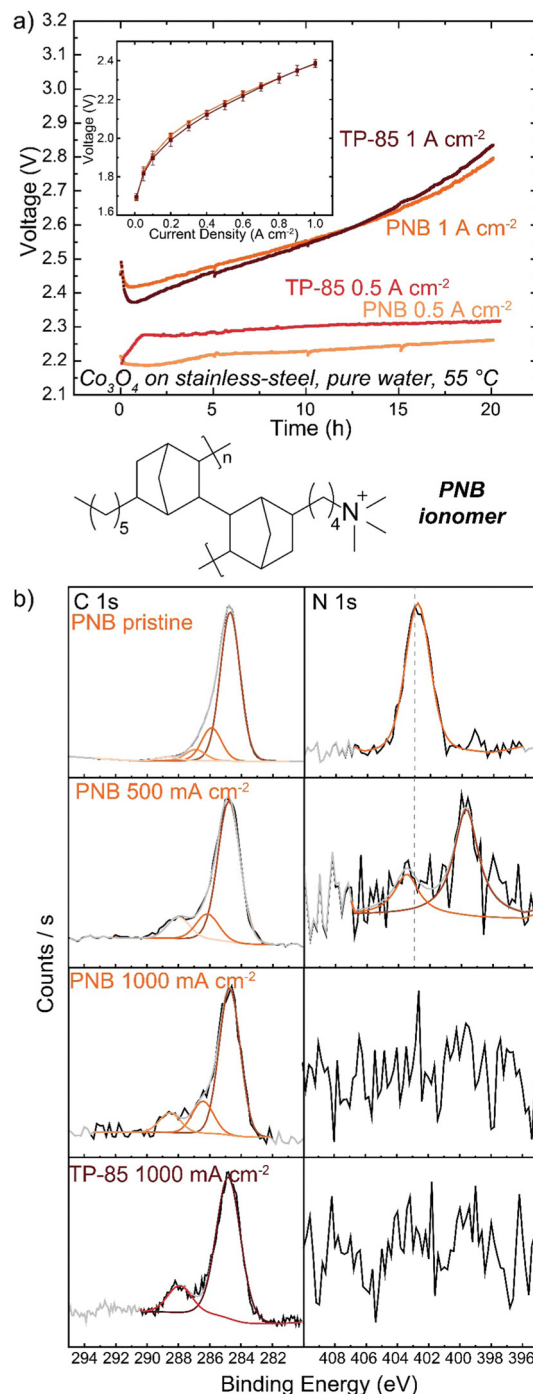 a)
3.2
3.1
3.0
2.9
2.8
2.7
2.6
2.5
2.4
2.3
2.2
2.1
Voltage (V)
2.4
2.2
2.0
1.8
1.6
Voltage (V)
0.0 0.2 0.4 0.6 0.8 1.0
Current Density (A cm⁻²)
TP-85 1 A cm⁻²
PNB 1 A cm⁻²
TP-85 0.5 A cm⁻²
PNB 0.5 A cm⁻²
Co₃O₄ on stainless-steel, pure water, 55 °C
0 5 10 15 20
Time (h)
n
5
4
N
+
PNB
ionomer
b)
C 1s
N 1s
PNB pristine
PNB 500 mA cm⁻²
PNB 1000 mA cm⁻²
TP-85 1000 mA cm⁻²
Counts / s
294 292 290 288 286 284 282
408 406 404 402 400 398 396
Binding Energy (eV)